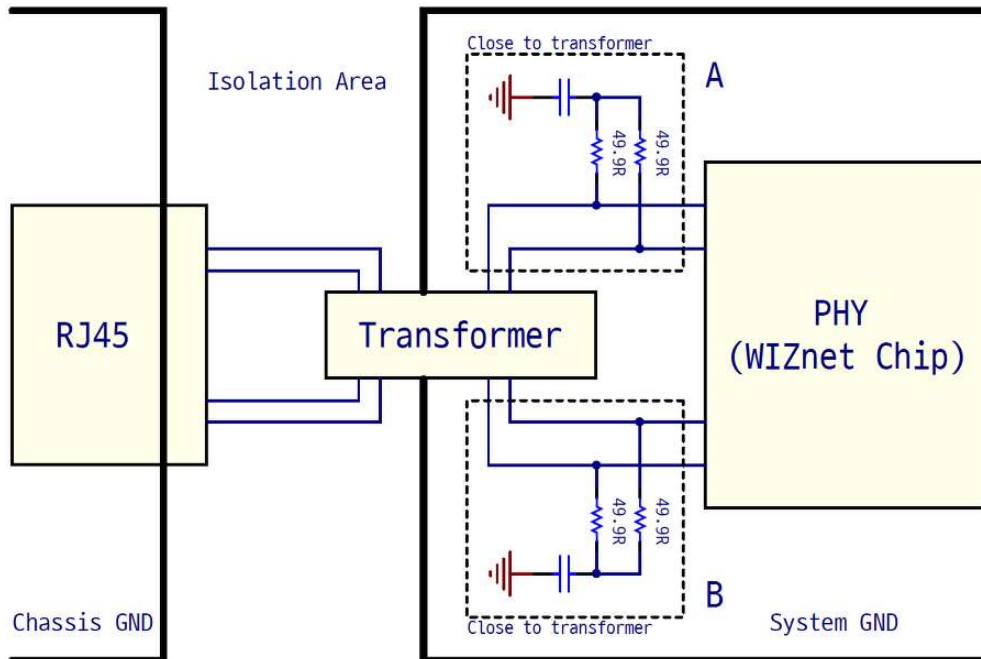 Close to transformer
A
Isolation Area
49.9R
49.9R
RJ45
Transformer
PHY
(WIZnet Chip)
49.9R
49.9R
B
Chassis GND
Close to transformer
System GND